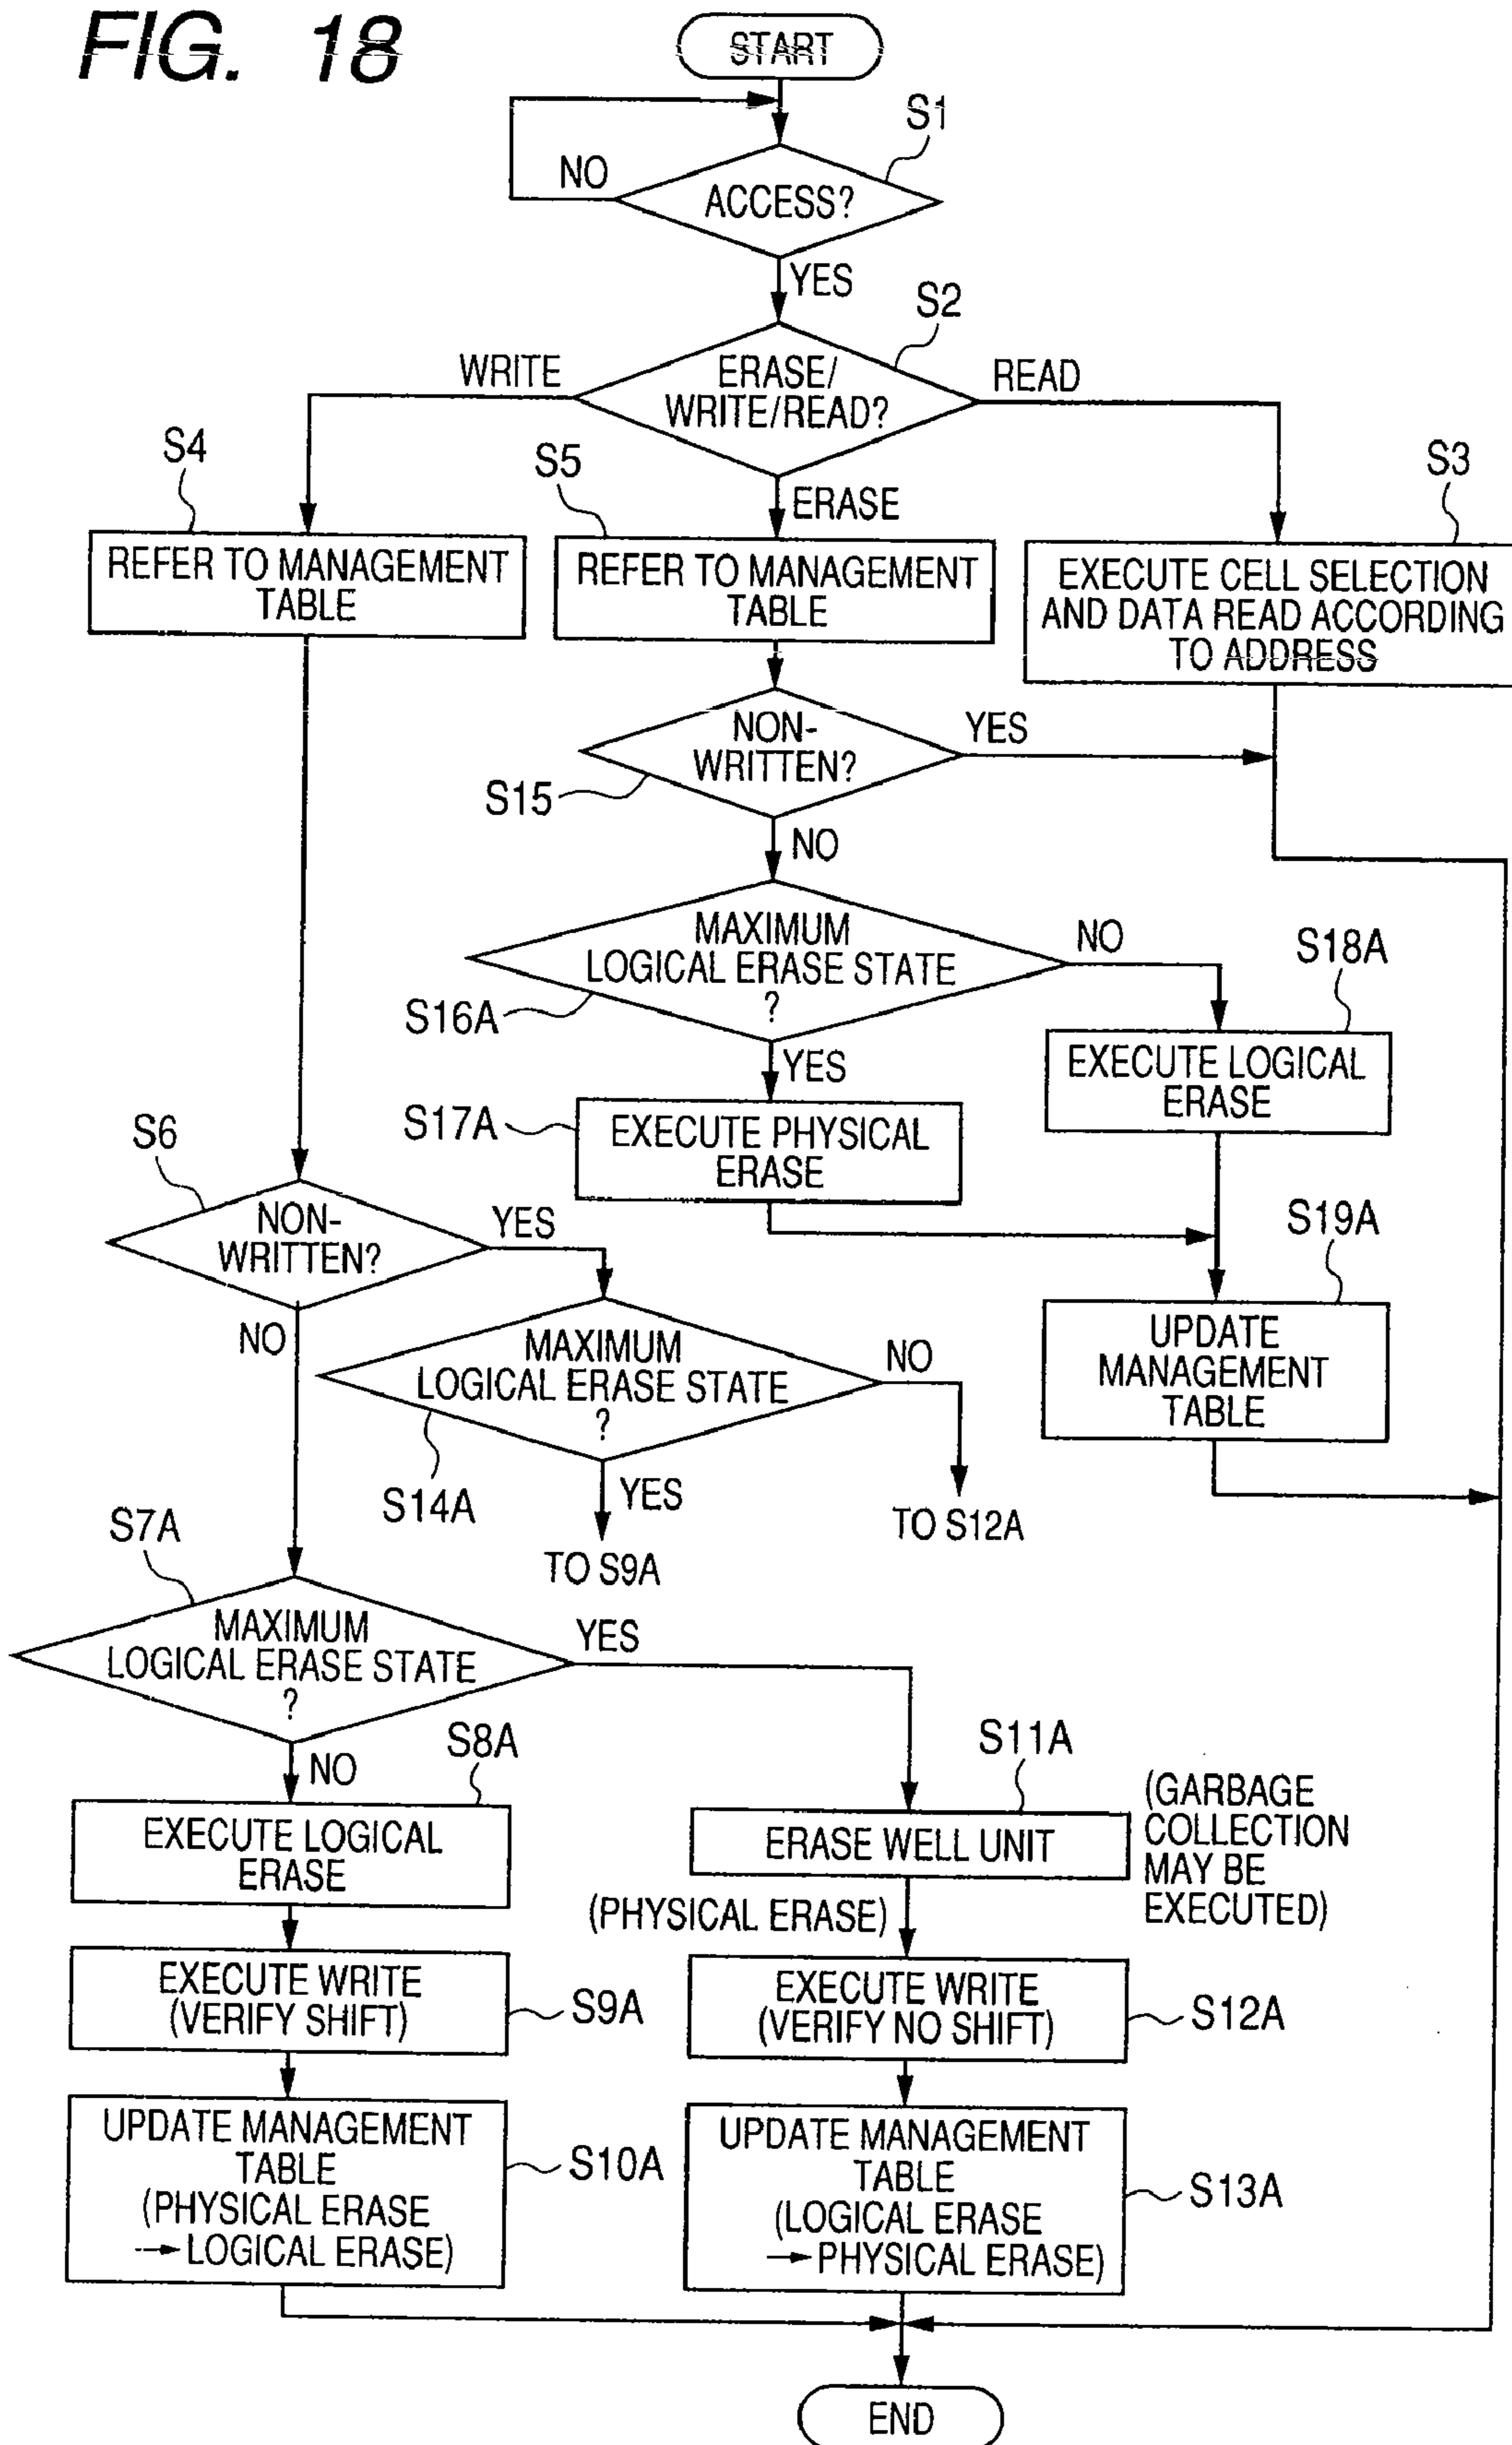 FIG. 18
START
S1
NO
ACCESS?
YES
S2
WRITE
ERASE/
WRITE/READ?
READ
S4
S5
ERASE
S3
REFER TO MANAGEMENT
TABLE
REFER TO MANAGEMENT
TABLE
EXECUTE CELL SELECTION
AND DATA READ ACCORDING
TO ADDRESS
NON-
WRITTEN?
YES
S15
NO
MAXIMUM
LOGICAL ERASE STATE
?
NO
S18A
S16A
YES
EXECUTE LOGICAL
ERASE
S17A
EXECUTE PHYSICAL
ERASE
S6
NON-
WRITTEN?
YES
S19A
NO
MAXIMUM
LOGICAL ERASE STATE
?
NO
UPDATE
MANAGEMENT
TABLE
S14A
YES
TO S12A
TO S9A
S7A
MAXIMUM
LOGICAL ERASE STATE
?
YES
NO
S8A
S11A
EXECUTE LOGICAL
ERASE
ERASE WELL UNIT
(GARBAGE
COLLECTION
MAY BE
EXECUTED)
(PHYSICAL ERASE)
EXECUTE WRITE
(VERIFY SHIFT)
S9A
EXECUTE WRITE
(VERIFY NO SHIFT)
S12A
UPDATE MANAGEMENT
TABLE
(PHYSICAL ERASE
→LOGICAL ERASE)
S10A
UPDATE MANAGEMENT
TABLE
(LOGICAL ERASE
→PHYSICAL ERASE)
S13A
END